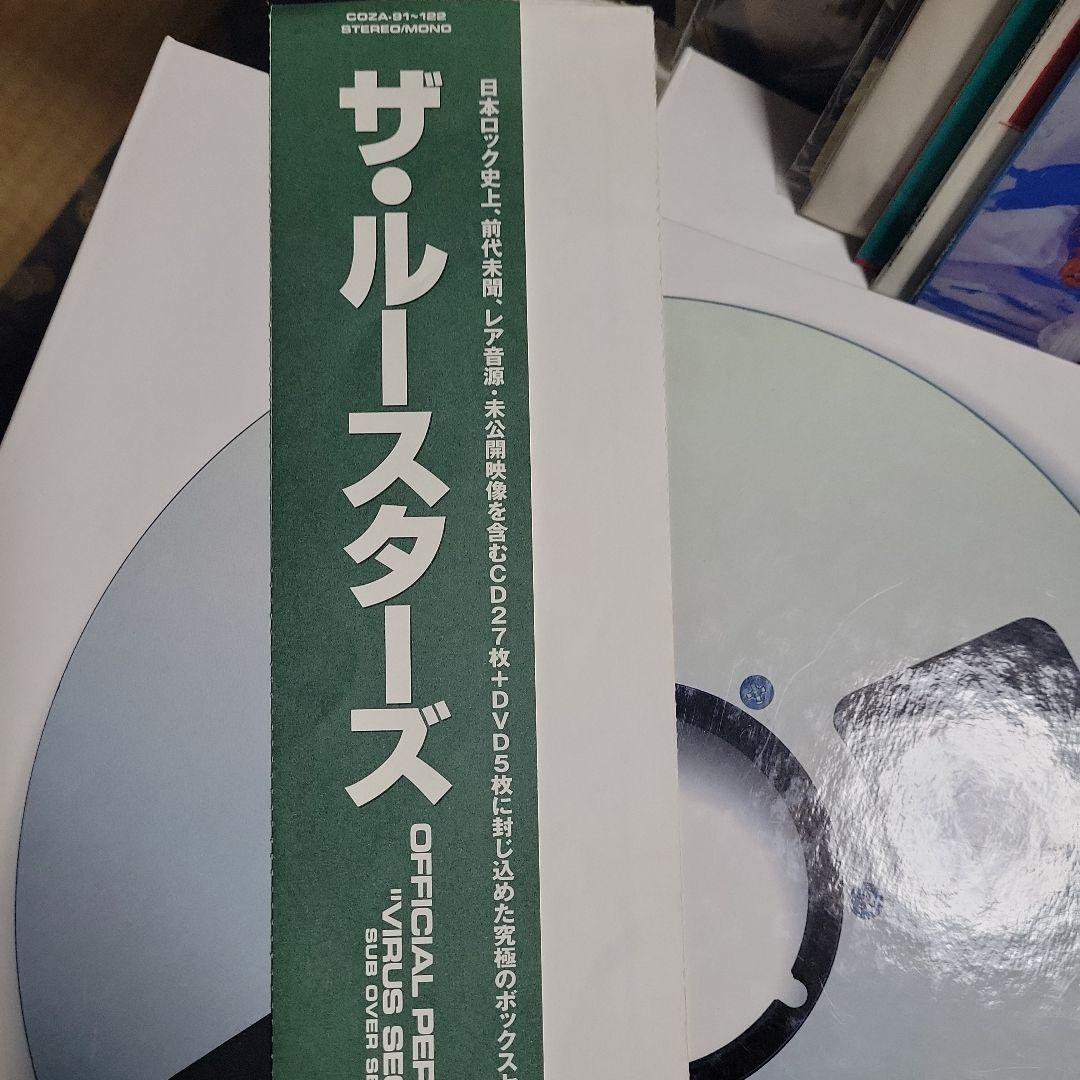 COZA-91~122
STEREO/MONO
日本ロック史上、前代未聞、レア音源・未公開映像を含むCD27枚+DVD5枚に封じ込めた究極のボックス
ザ・ルースターズ
OFFICIAL
"VIRUS
SUB OVER